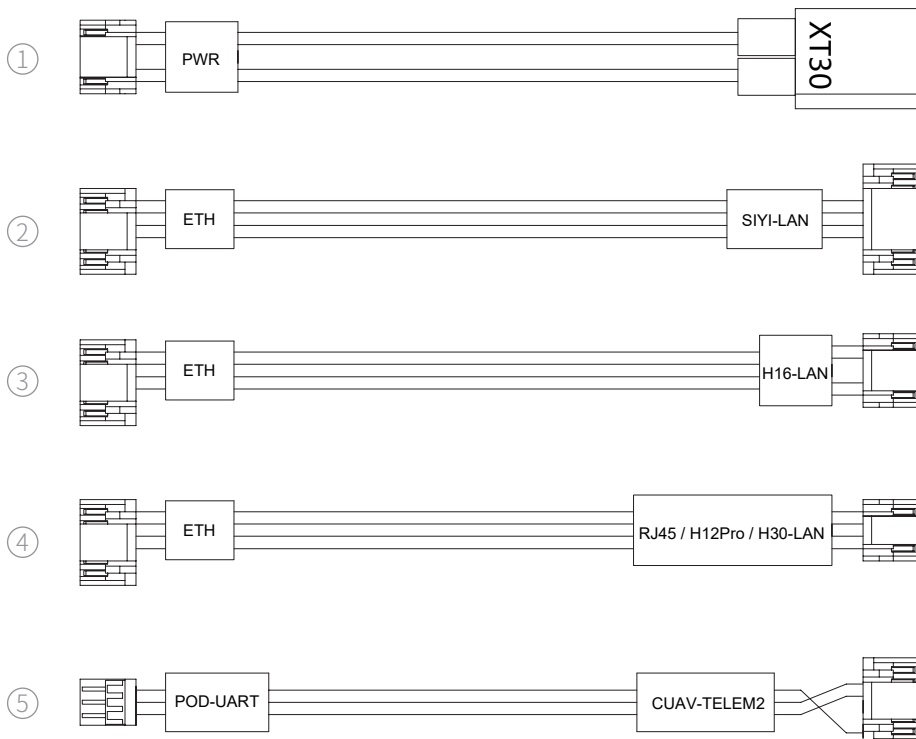 ① PWR XT30
② ETH SIYI-LAN
③ ETH H16-LAN
④ ETH RJ45 / H12Pro / H30-LAN
⑤ POD-UART CUAV-TELEM2